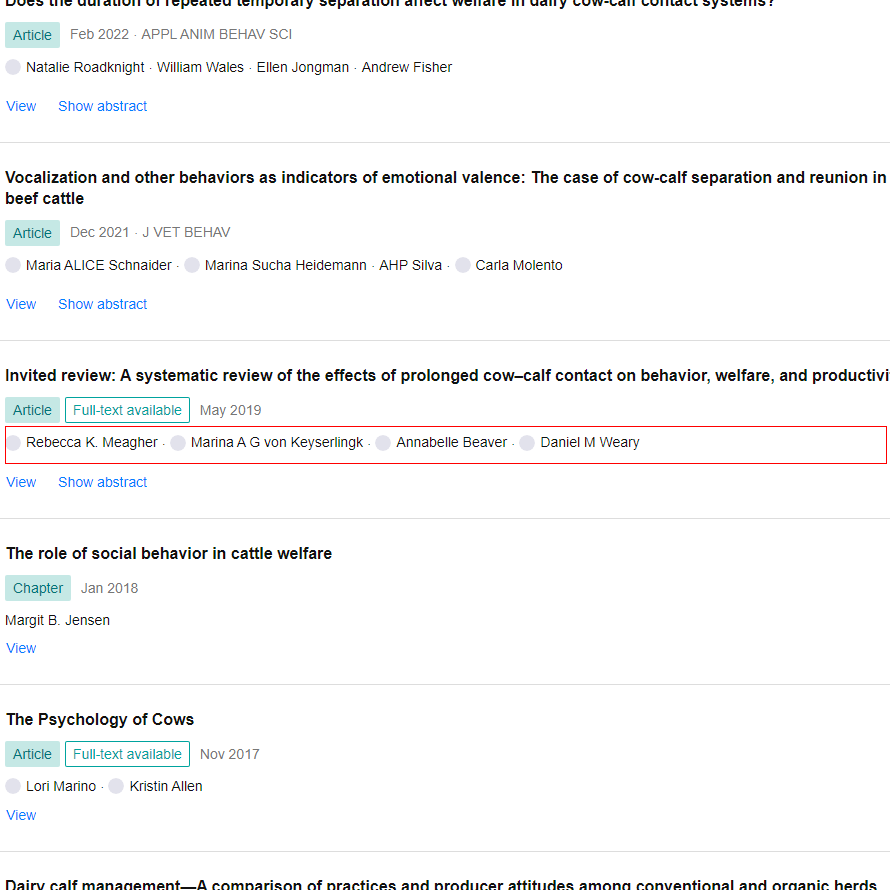 Does the duration of repeated temporary separation affect welfare in dairy cow-calf contact systems?
Article Feb 2022 · APPL ANIM BEHAV SCI
Natalie Roadknight · William Wales · Ellen Jongman · Andrew Fisher
View Show abstract
Vocalization and other behaviors as indicators of emotional valence: The case of cow-calf separation and reunion in
beef cattle
Article Dec 2021 · J VET BEHAV
Maria ALICE Schnaider · Marina Sucha Heidemann · AHP Silva · Carla Molento
View Show abstract
Invited review: A systematic review of the effects of prolonged cow–calf contact on behavior, welfare, and productivi
Article Full-text available May 2019
Rebecca K. Meagher · Marina A G von Keyserlingk · Annabelle Beaver · Daniel M Weary
View Show abstract
The role of social behavior in cattle welfare
Chapter Jan 2018
Margit B. Jensen
View
The Psychology of Cows
Article Full-text available Nov 2017
Lori Marino · Kristin Allen
View
Dairy calf management—A comparison of practices and producer attitudes among conventional and organic herds